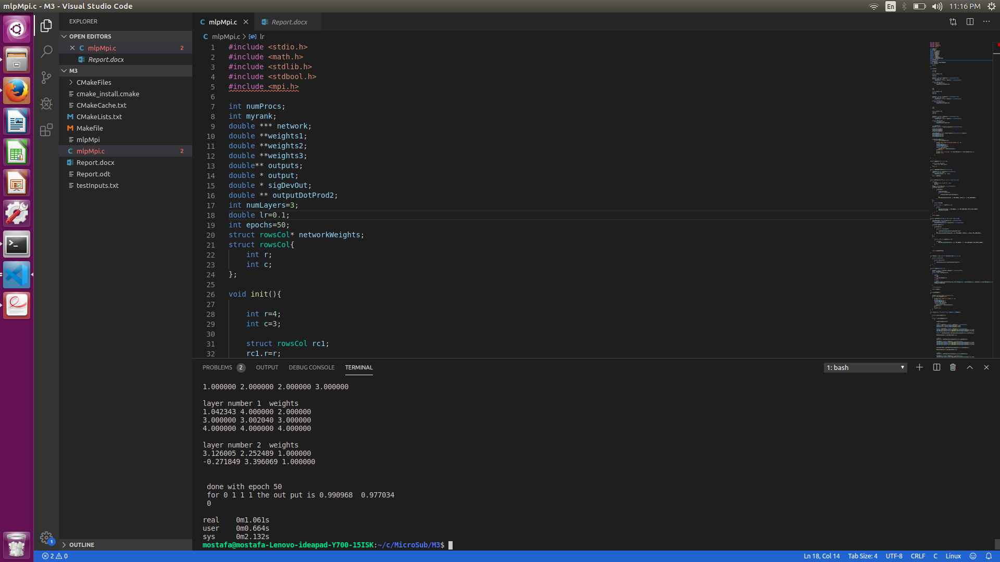 mlpMpi.c - M3 - Visual Studio Code
En
11:16 PM
EXPLORER
OPEN EDITORS
C mlpMpi.c 2
Report.docx
M3
CMakeFiles
cmake_install.cmake
CMakeCache.txt
M CMakeLists.txt
M Makefile
mlpMpi
C mlpMpi.c 2
Report.docx
Report.odt
testInputs.txt
OUTLINE
1
C mlpMpi.c
Report.docx
C mlpMpi.c > lr
1 #include <stdio.h>
2 #include <math.h>
3 #include <stdlib.h>
4 #include <stdbool.h>
5 #include <mpi.h>
6
7 int numProcs;
8 int myrank;
9 double *** network;
10 double **weights1;
11 double **weights2;
12 double **weights3;
13 double** outputs;
14 double * output;
15 double * sigDevOut;
16 double ** outputDotProd2;
17 int numLayers=3;
18 double lr=0.1;
19 int epochs=50;
20 struct rowsCol* networkWeights;
21 struct rowsCol{
22 int r;
23 int c;
24 };
25
26 void init(){
27
28 int r=4;
29 int c=3;
30
31 struct rowsCol rc1;
32 rc1.r=r;
PROBLEMS 2 OUTPUT DEBUG CONSOLE TERMINAL
1: bash
1.000000 2.000000 2.000000 3.000000
layer number 1  weights
1.042343 4.000000 2.000000
3.000000 3.002040 3.000000
4.000000 4.000000 4.000000
layer number 2  weights
3.126005 2.252489 1.000000
-0.271849 3.396069 1.000000
done with epoch 50
for 0 1 1 1 the out put is 0.990968  0.977034
0
real    0m1.061s
user    0m0.664s
sys     0m2.132s
mostafa@mostafa-Lenovo-ideapad-Y700-15ISK:~/c/MicroSub/M3$
2 0
Ln 18, Col 14 Tab Size: 4 UTF-8 CRLF C Linux